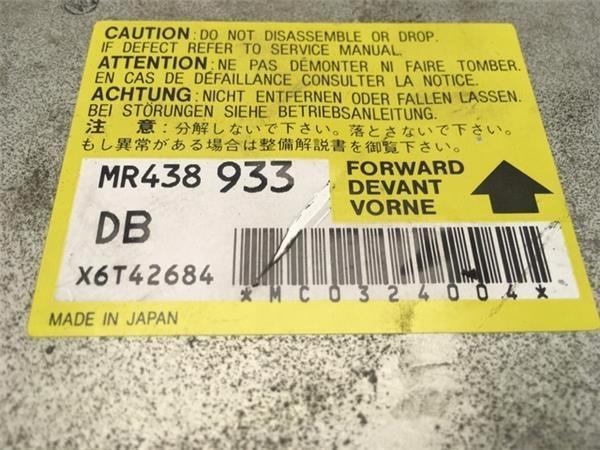 CAUTION : DO NOT DISASSEMBLE OR DROP.
IF DEFECT REFER TO SERVICE MANUAL.
ATTENTION : NE PAS DÉMONTER NI FAIRE TOMBER.
EN CAS DE DÉFAILLANCE CONSULTER LA NOTICE.
ACHTUNG : NICHT ENTFERNEN ODER FALLEN LASSEN.
BEI STÖRUNGEN SIEHE BETRIEBSANLEITUNG.
注 意 : 分解しないで下さい。落とさないで下さい。
もし異常がある場合は整備解説書を御覧下さい。
MR438 933
FORWARD
DEVANT
VORNE
DB
X6T42684
*MC0324004*
MADE IN JAPAN